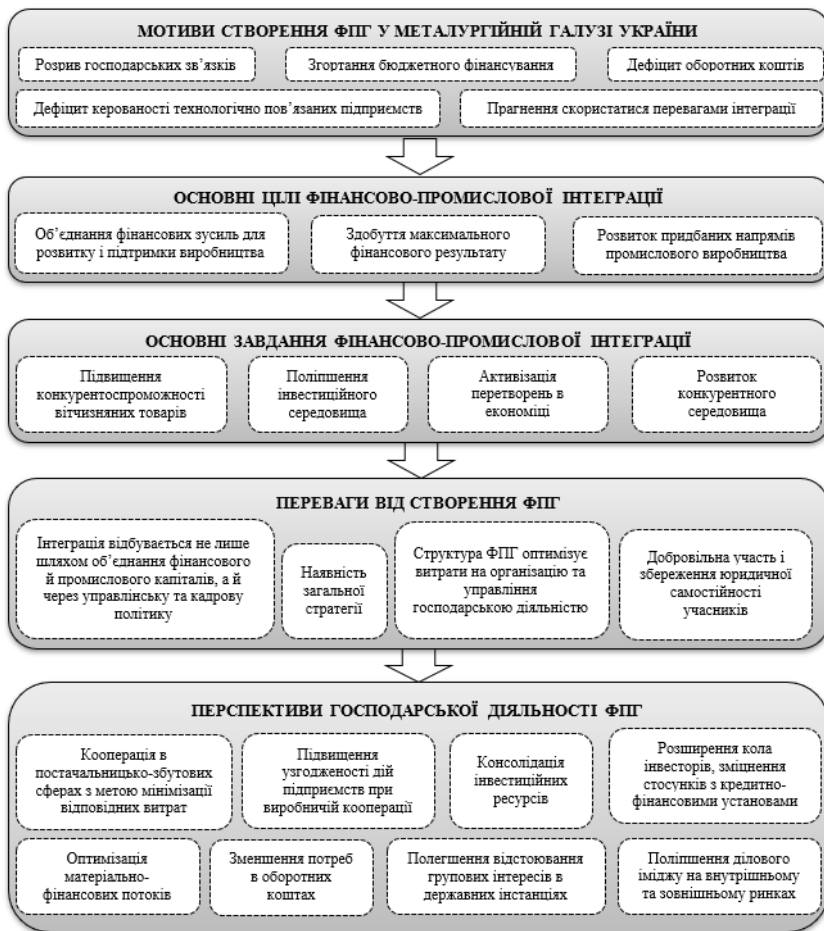 МОТИВИ СТВОРЕННЯ ФПГ У МЕТАЛУРГІЙНІЙ ГАЛУЗІ УКРАЇНИ
Розрив господарських зв’язків
Згортання бюджетного фінансування
Дефіцит оборотних коштів
Дефіцит керованості технологічно пов’язаних підприємств
Прагнення скористатися перевагами інтеграції
ОСНОВНІ ЦІЛІ ФІНАНСОВО-ПРОМИСЛОВОЇ ІНТЕГРАЦІЇ
Об’єднання фінансових зусиль для
розвитку і підтримки виробництва
Здобуття максимального
фінансового результату
Розвиток придбаних напрямів
промислового виробництва
ОСНОВНІ ЗАВДАННЯ ФІНАНСОВО-ПРОМИСЛОВОЇ ІНТЕГРАЦІЇ
Підвищення
конкурентоспроможності
вітчизняних товарів
Поліпшення
інвестиційного
середовища
Активізація
перетворень в
економіці
Розвиток
конкурентного
середовища
ПЕРЕВАГИ ВІД СТВОРЕННЯ ФПГ
Інтеграція відбувається не лише
шляхом об’єднання фінансового
й промислового капіталів, а й
через управлінську та кадрову
політику
Наявність
загальної
стратегії
Структура ФПГ оптимізує
витрати на організацію та
управління
господарською діяльністю
Добровільна участь і
збереження юридичної
самостійності
учасників
ПЕРСПЕКТИВИ ГОСПОДАРСЬКОЇ ДІЯЛЬНОСТІ ФПГ
Кооперація в
постачальницько-збутових
сферах з метою мінімізації
відповідних витрат
Підвищення
узгодженості дій
підприємств при
виробничій кооперації
Консолідація
інвестиційних
ресурсів
Розширення кола
інвесторів, зміцнення
стосунків з кредитно-
фінансовими установами
Оптимізація
матеріально-
фінансових потоків
Зменшення потреб
в оборотних
коштах
Полегшення відстоювання
групових інтересів в
державних інстанціях
Поліпшення ділового
іміджу на внутрішньому
та зовнішньому ринках